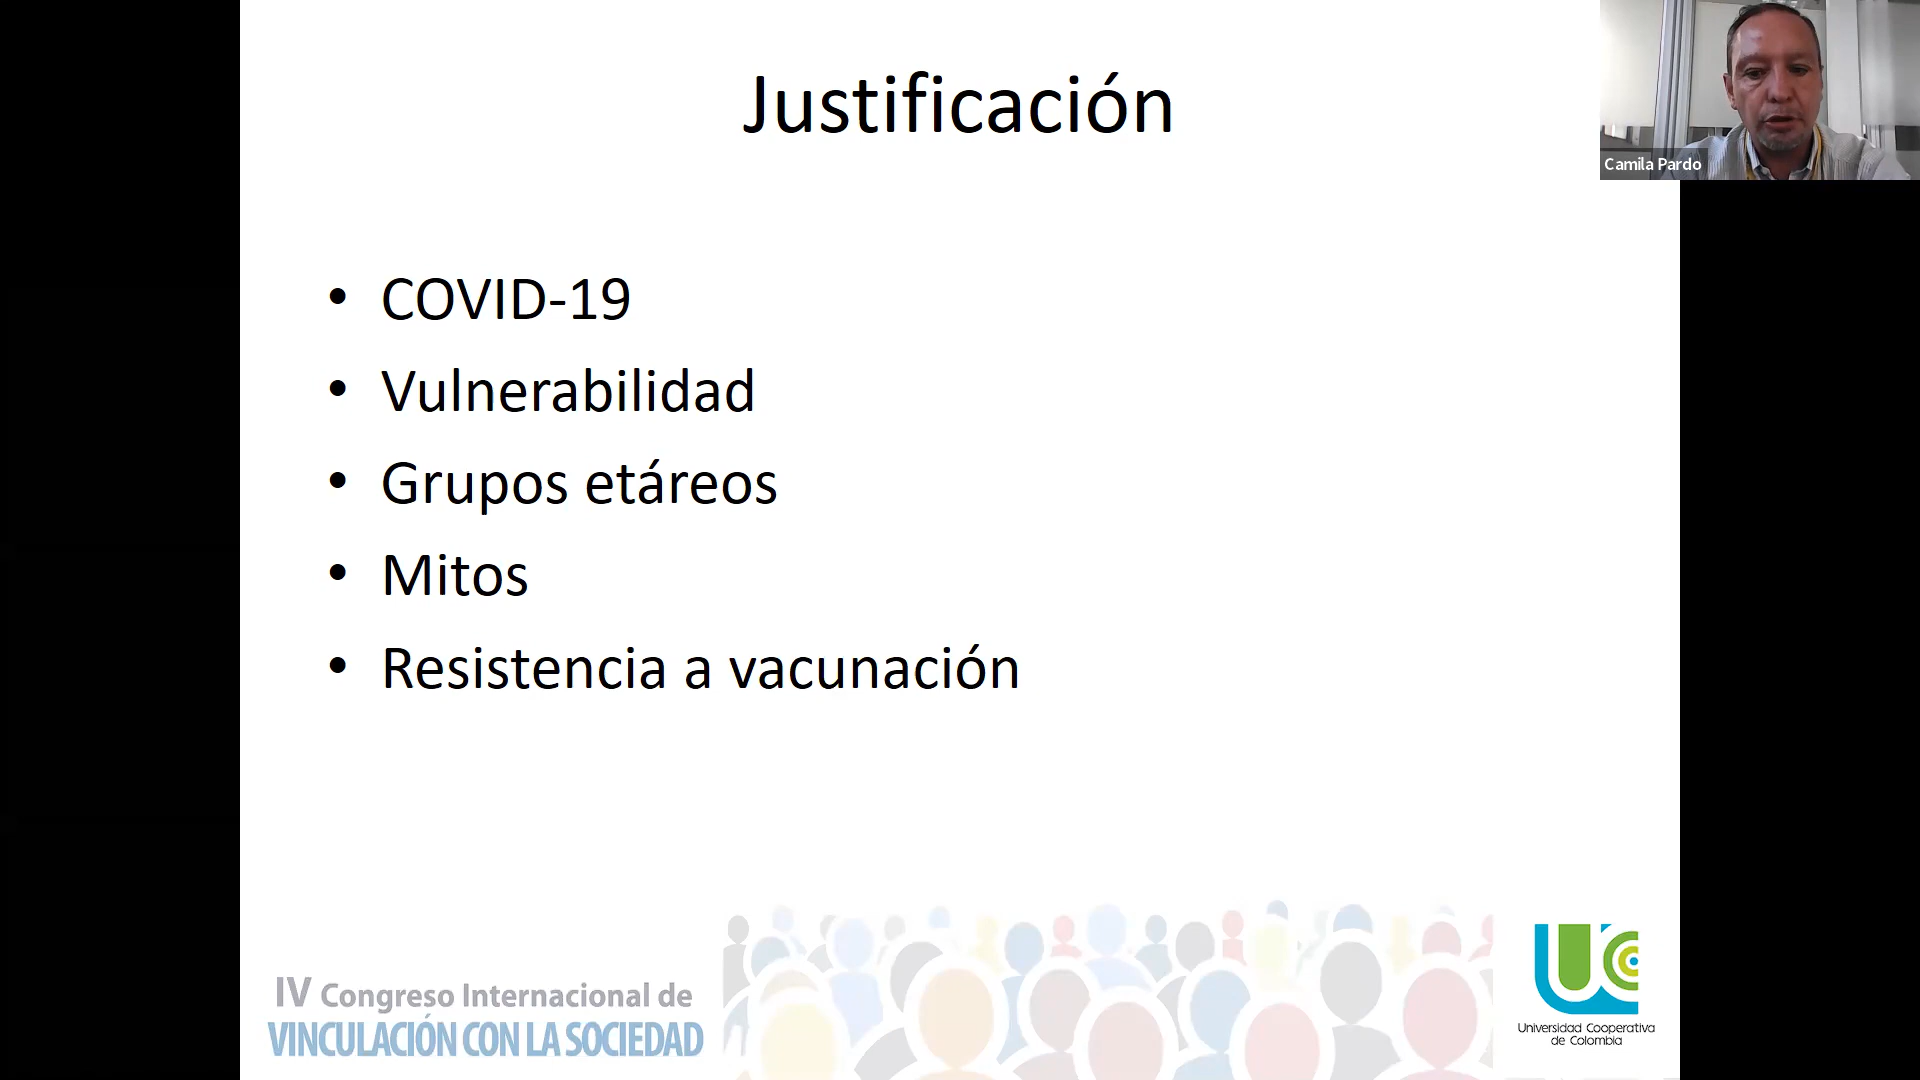 Justificación
Camila Pardo
• COVID-19
• Vulnerabilidad
• Grupos etáreos
• Mitos
• Resistencia a vacunación
IV Congreso Internacional de
VINCULACIÓN CON LA SOCIEDAD
UC
Universidad Cooperativa
de Colombia